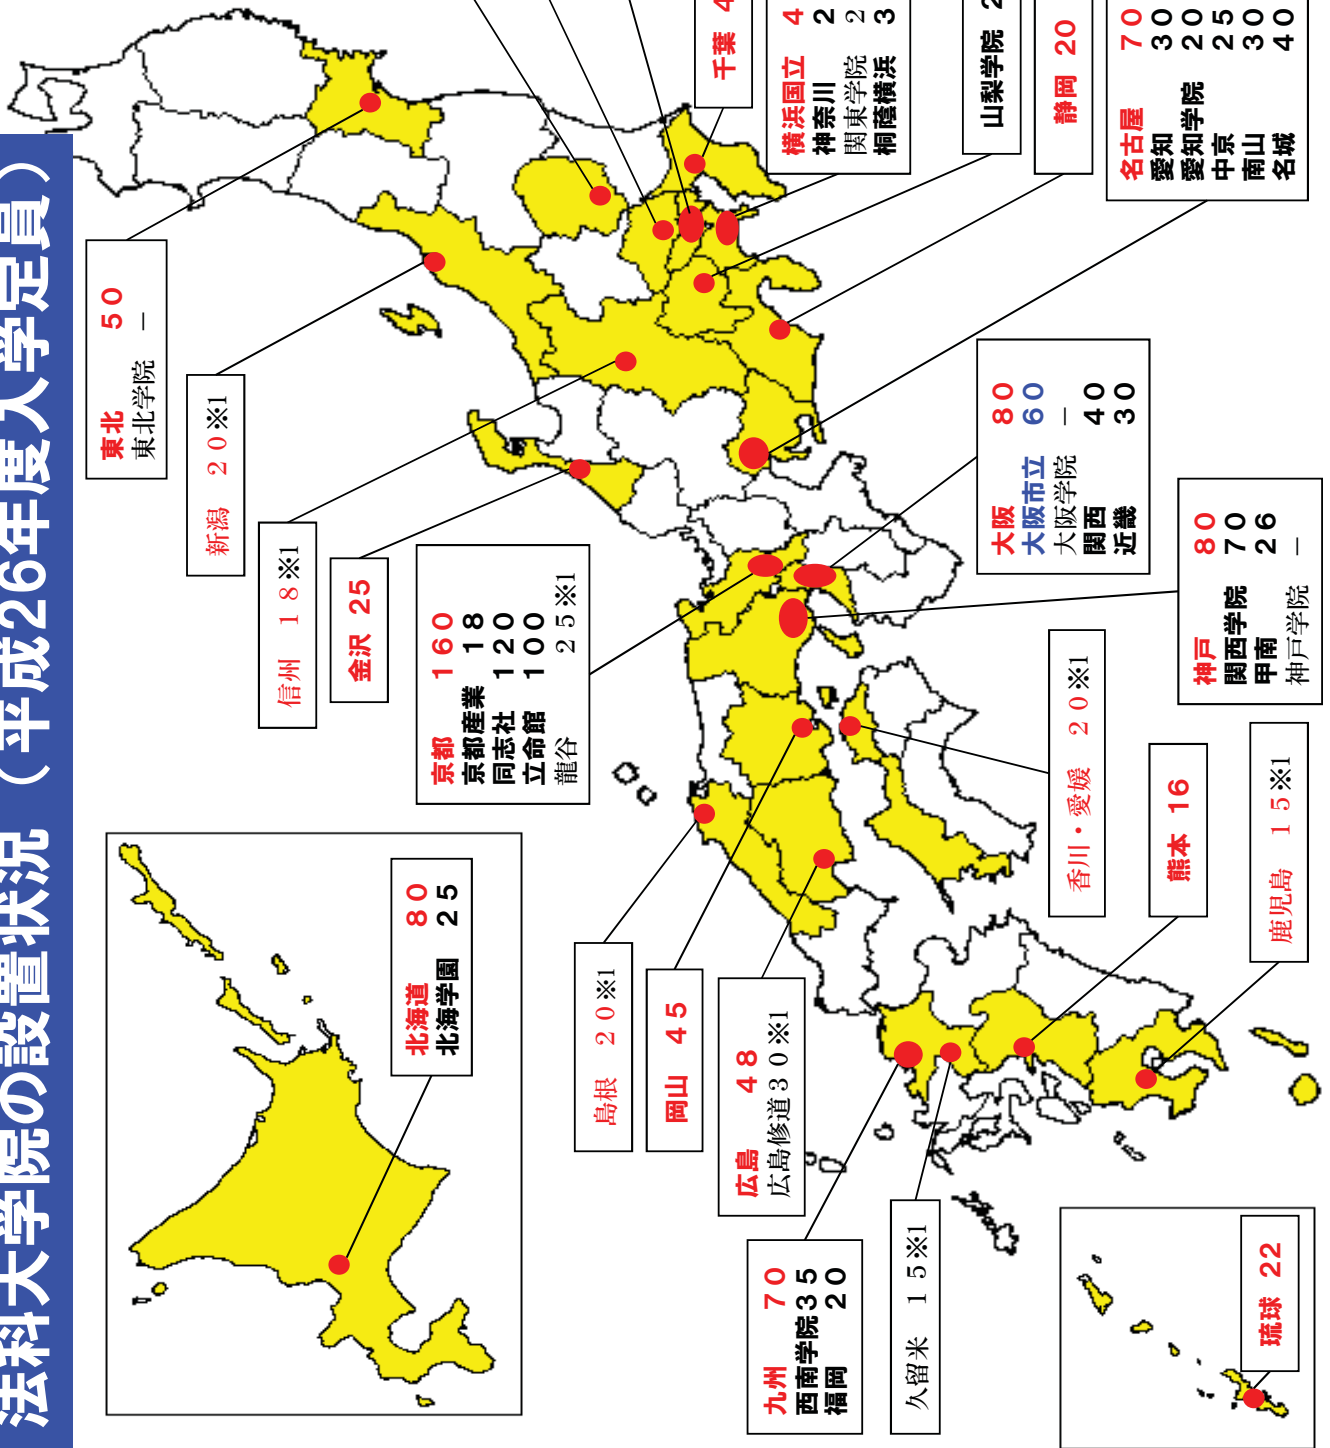 法科大学院の設置状況（平成26年度入学定員）
北海道 80
北海学園 25
東北 50
東北学院 －
新潟 20※1
信州 18※1
金沢 25
京都 160
京都産業 18
同志社 120
立命館 100
龍谷 25※1
島根 20※1
岡山 45
広島 48
広島修道30※1
九州 70
西南学院35
福岡 20
久留米 15※1
琉球 22
千葉 4
横浜国立 4
神奈川 2
関東学院 2
桐蔭横浜 3
山梨学院 2
静岡 20
名古屋 70
愛知 30
愛知学院 20
中京 25
南山 30
名城 40
大阪 80
大阪市立 60
大阪学院 －
関西 40
近畿 30
神戸 80
関西学院 70
甲南 26
神戸学院 －
香川・愛媛 20※1
熊本 16
鹿児島 15※1